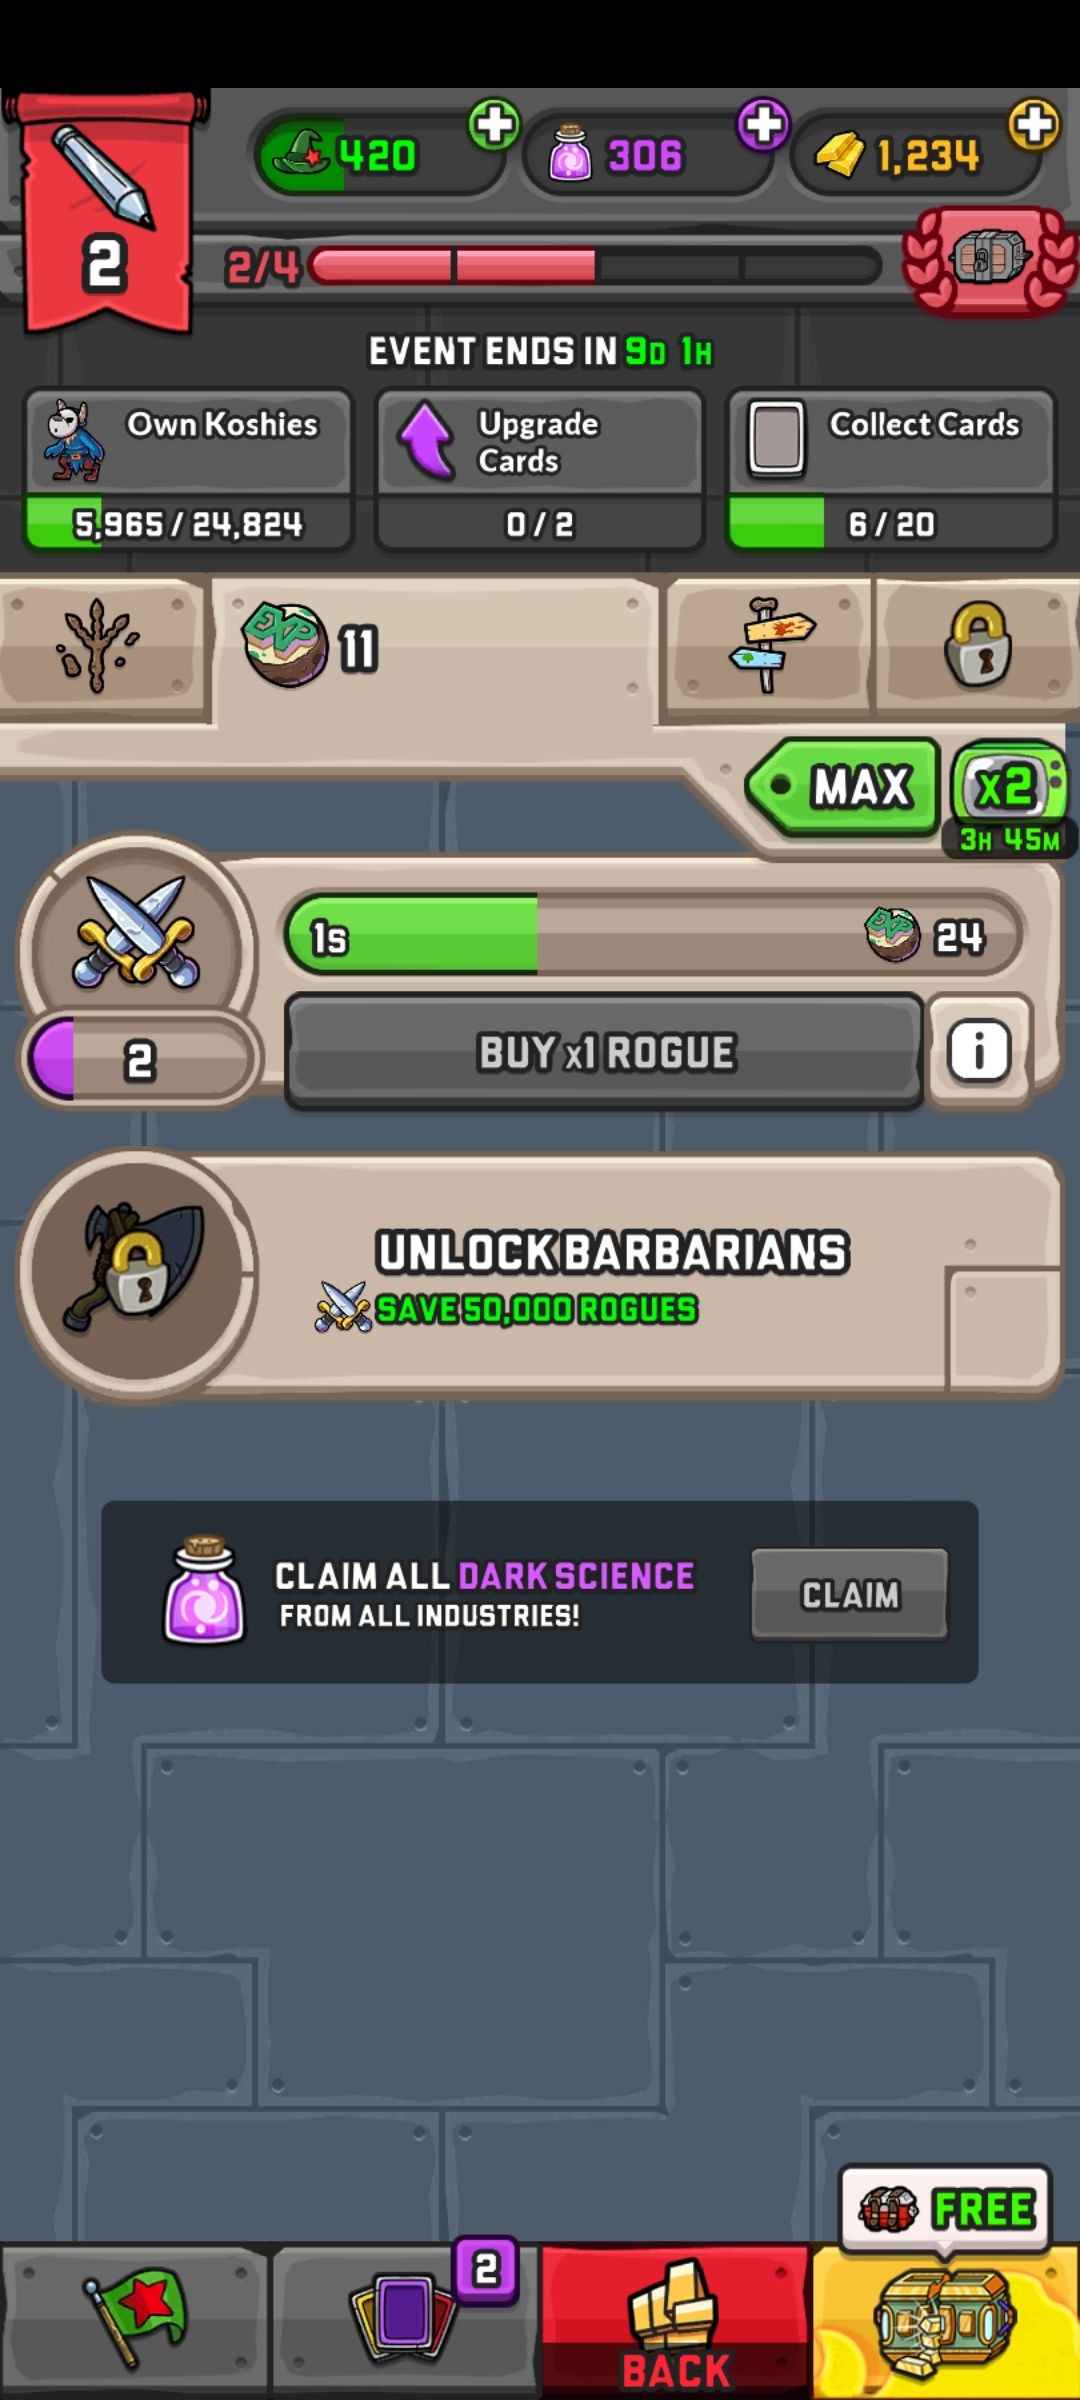 420
306
1,234
2
2/4
EVENT ENDS IN 9D 1H
Own Koshies
5,965 / 24,824
Upgrade
Cards
0 / 2
Collect Cards
6 / 20
EXP
11
MAX
x2
3H 45M
1s
EXP
24
2
BUY x1 ROGUE
i
UNLOCK BARBARIANS
SAVE 50,000 ROGUES
CLAIM ALL DARK SCIENCE
FROM ALL INDUSTRIES!
CLAIM
FREE
2
BACK